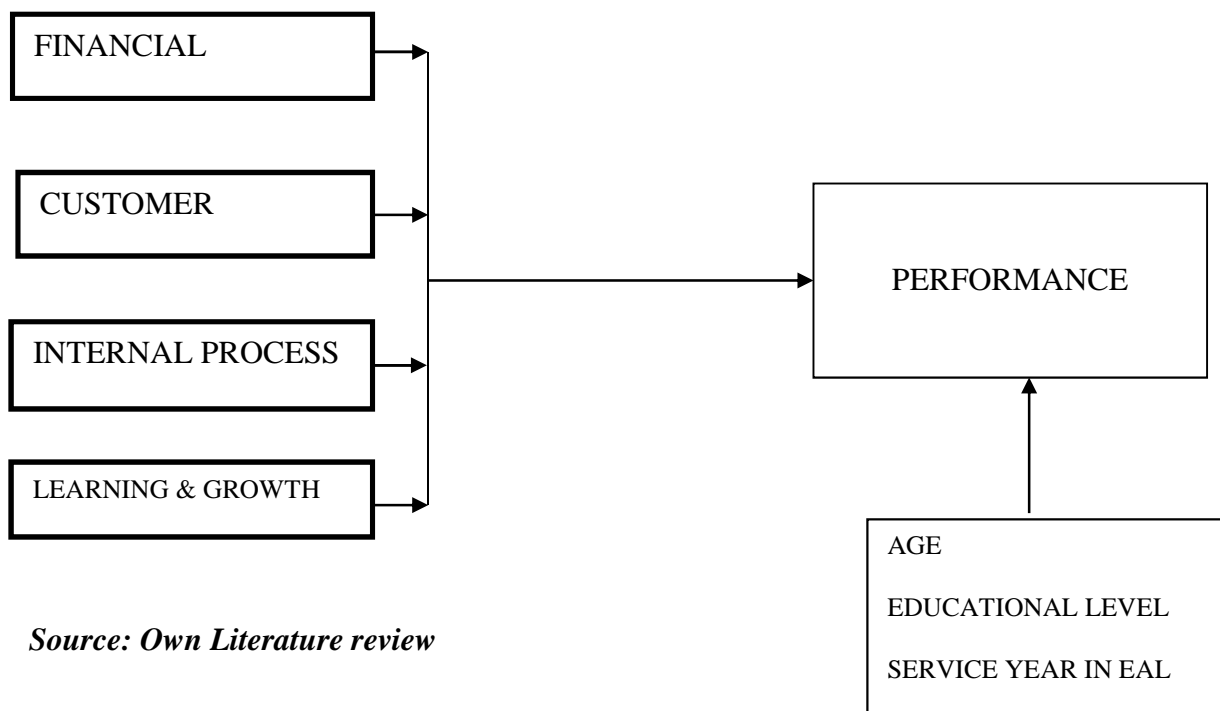 FINANCIAL
CUSTOMER
INTERNAL PROCESS
LEARNING & GROWTH
PERFORMANCE
AGE
EDUCATIONAL LEVEL
SERVICE YEAR IN EAL
Source: Own Literature review